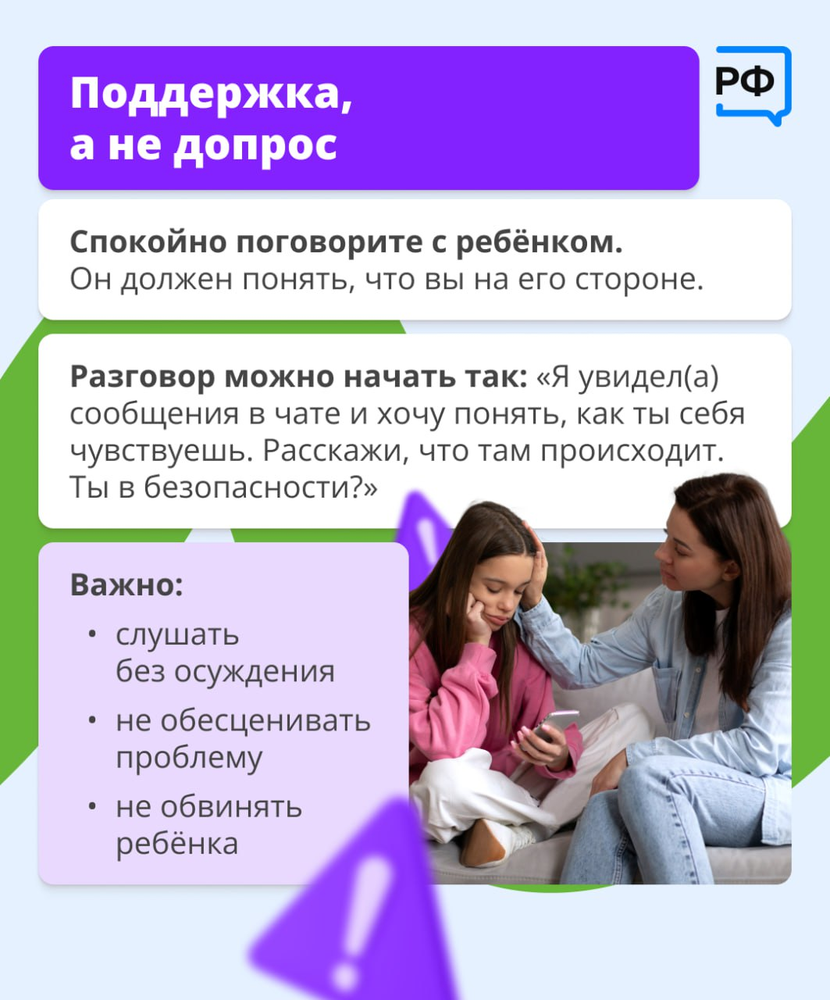 Поддержка,
а не допрос
РФ
Спокойно поговорите с ребёнком.
Он должен понять, что вы на его стороне.
Разговор можно начать так: «Я увидел(а)
сообщения в чате и хочу понять, как ты себя
чувствуешь. Расскажи, что там происходит.
Ты в безопасности?»
Важно:
• слушать
без осуждения
• не обесценивать
проблему
• не обвинять
ребёнка